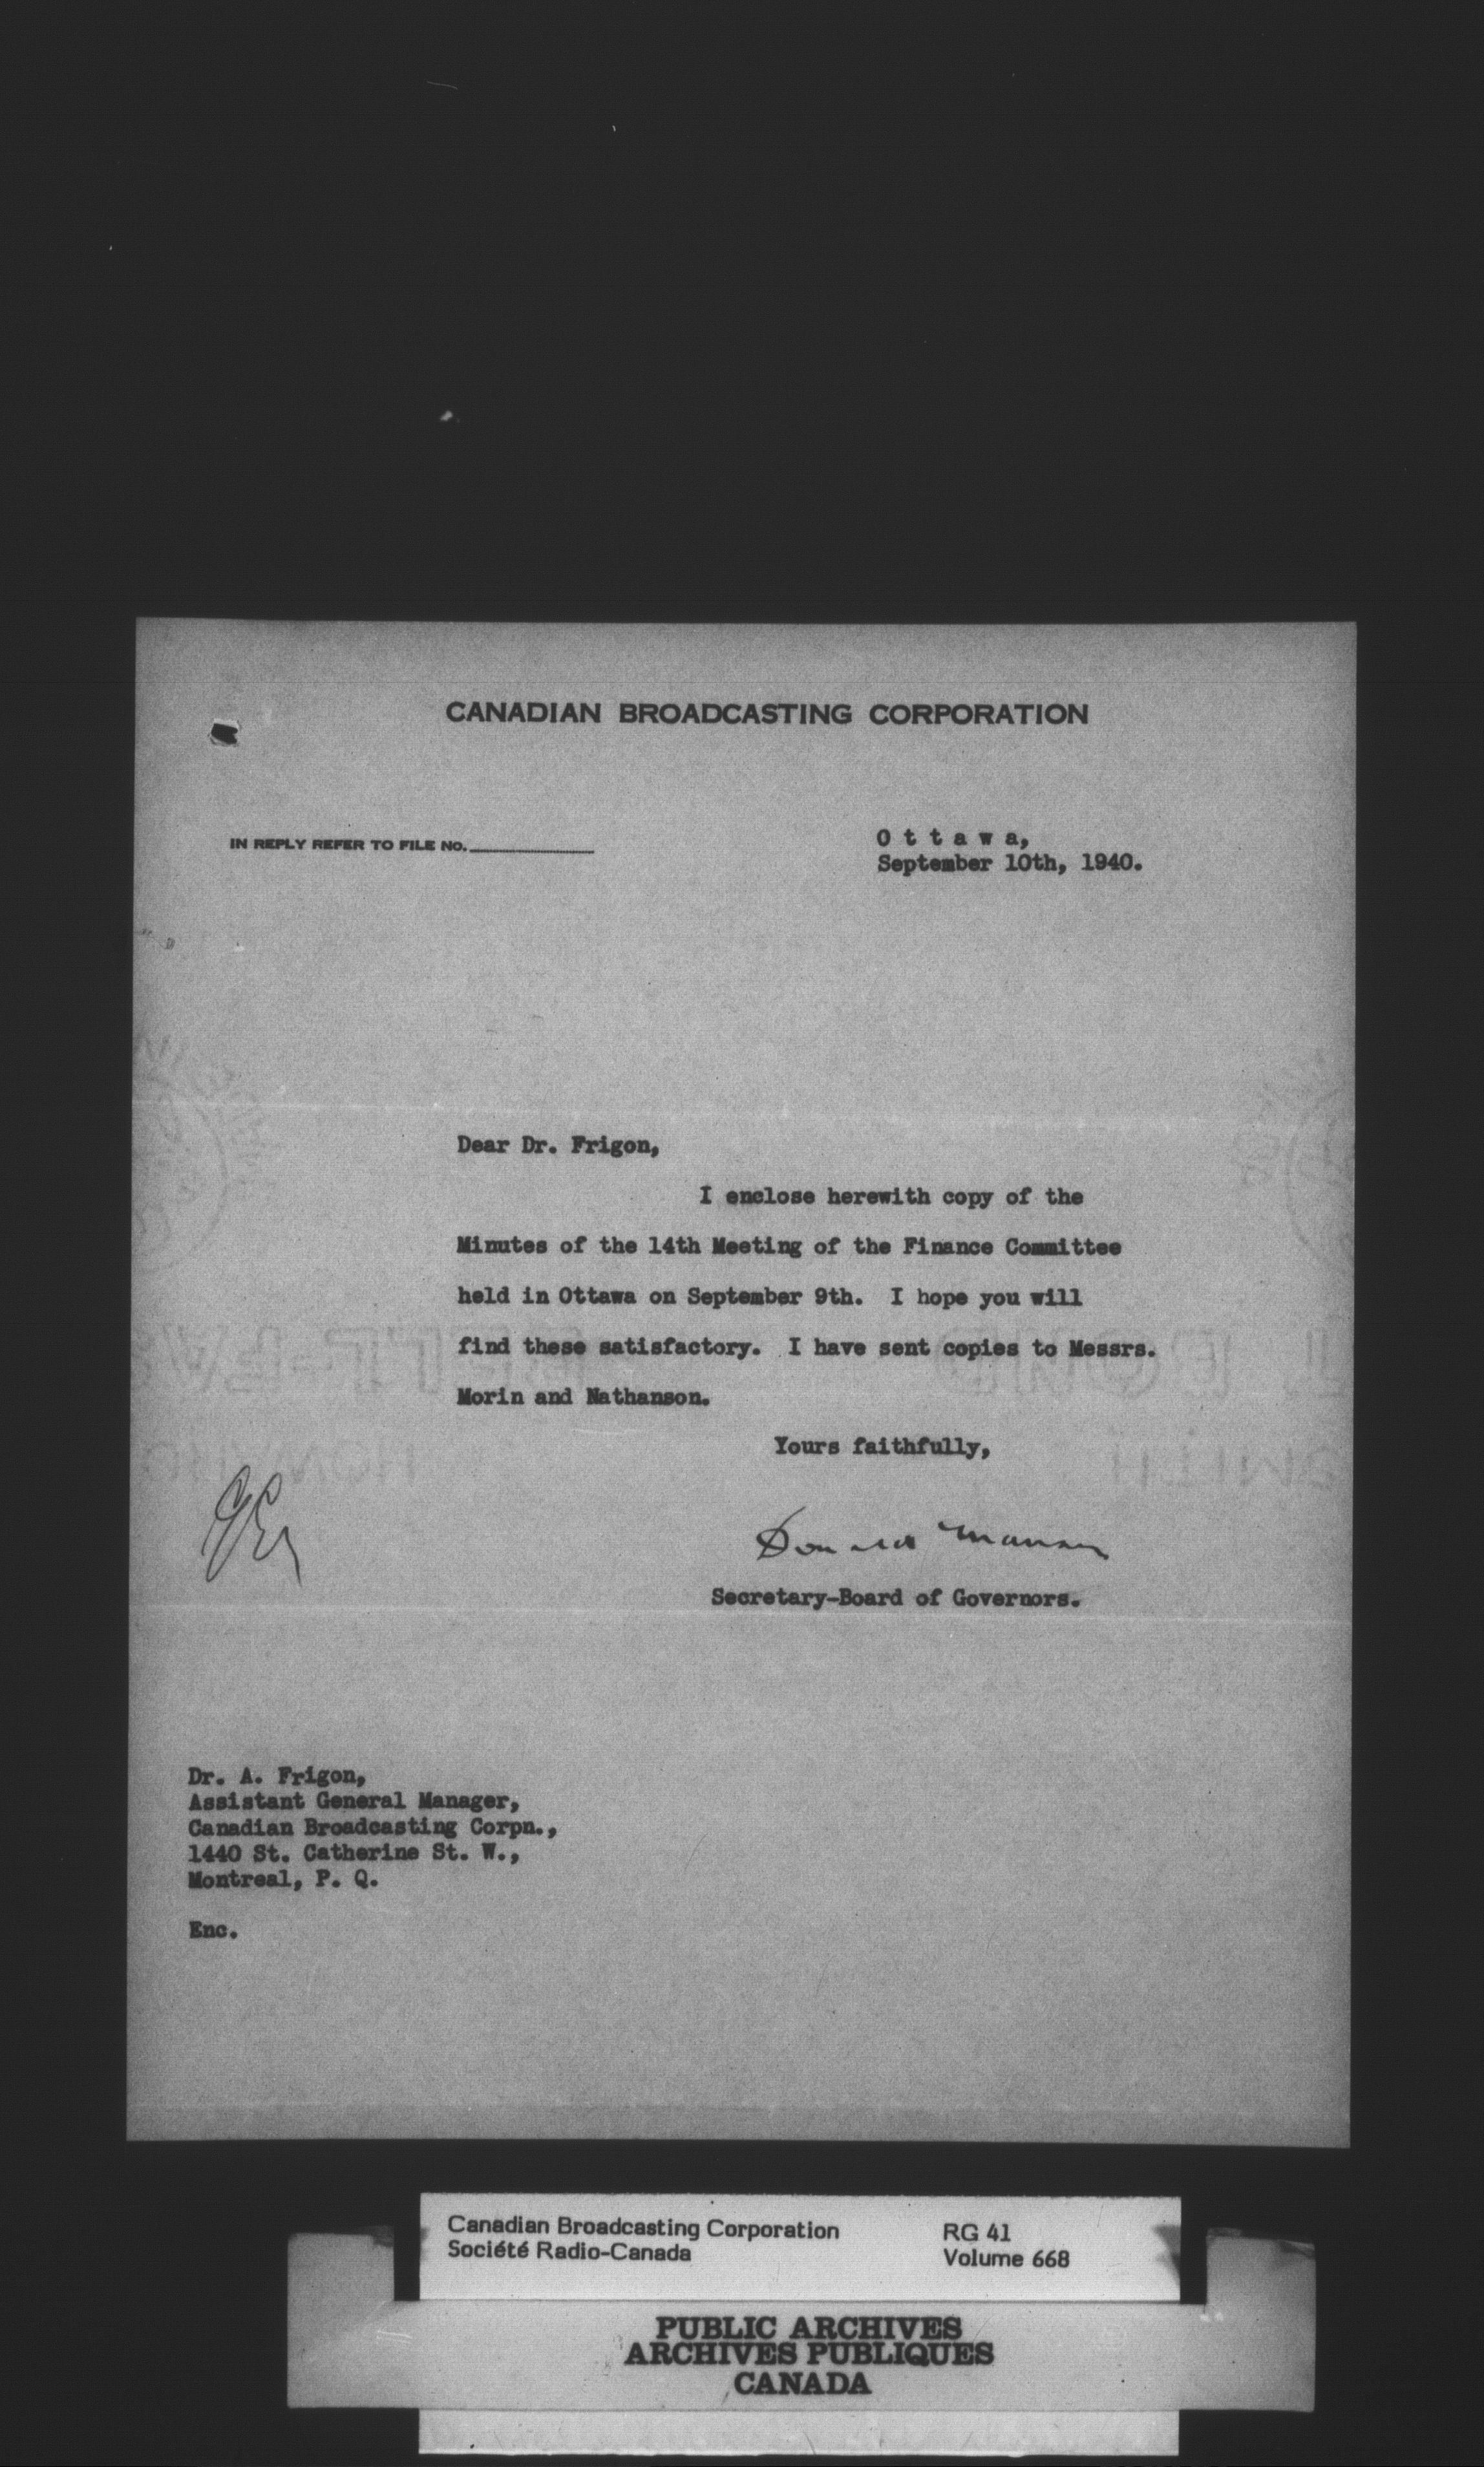 CANADIAN BROADCASTING CORPORATION
IN REPLY REFER TO FILE NO.
O t t a w a,
September 10th, 1940.
Dear Dr. Frigon,
I enclose herewith copy of the
Minutes of the 14th Meeting of the Finance Committee
held in Ottawa on September 9th. I hope you will
find these satisfactory. I have sent copies to Messrs.
Morin and Nathanson.
Yours faithfully,
Donald Manson
Secretary-Board of Governors.
Dr. A. Frigon,
Assistant General Manager,
Canadian Broadcasting Corpn.,
1440 St. Catherine St. W.,
Montreal, P. Q.
Enc.
Canadian Broadcasting Corporation
Société Radio-Canada
RG 41
Volume 668
PUBLIC ARCHIVES
ARCHIVES PUBLIQUES
CANADA